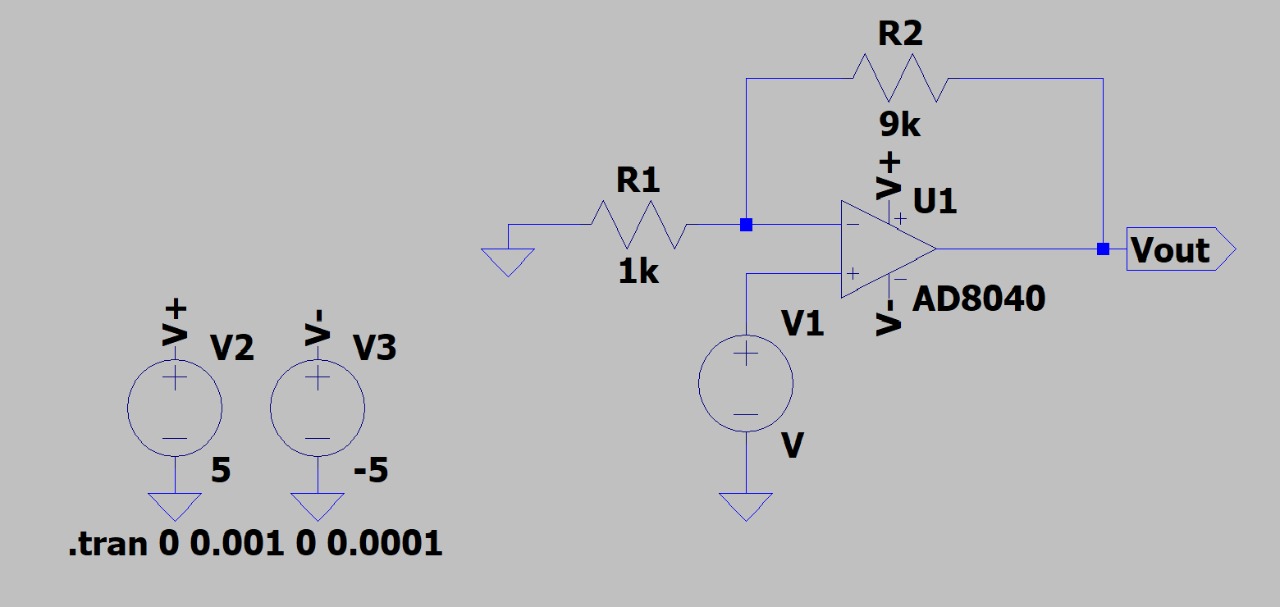 R2
9k
V+
R1
U1
1k
Vout
AD8040
V-
V1
V+
V-
V2
V3
V
5
-5
.tran 0 0.001 0 0.0001